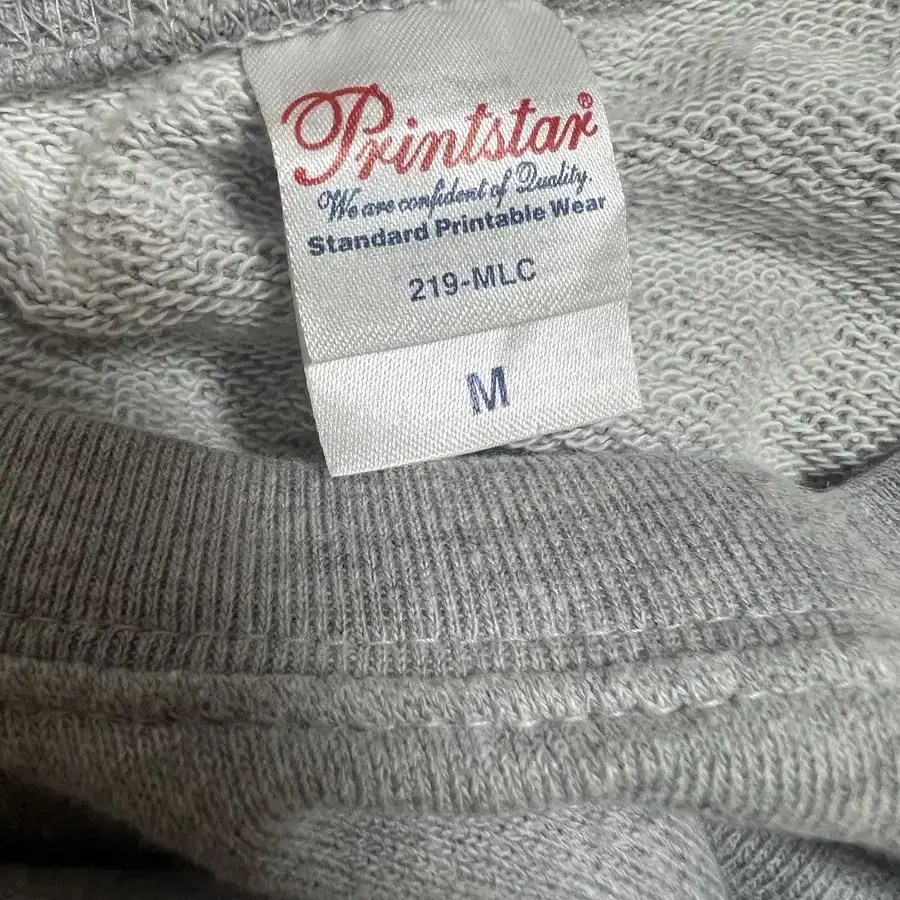 Printstar®
We are confident of Quality
Standard Printable Wear
219-MLC
M